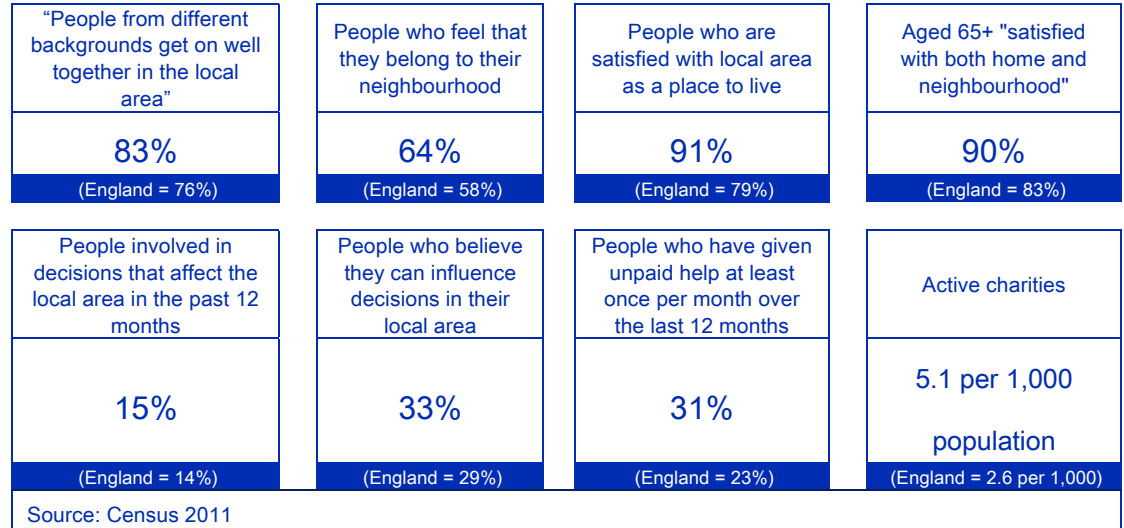 “People from different
backgrounds get on well
together in the local
area”
83%
(England = 76%)
People who feel that
they belong to their
neighbourhood
64%
(England = 58%)
People who are
satisfied with local area
as a place to live
91%
(England = 79%)
Aged 65+ "satisfied
with both home and
neighbourhood"
90%
(England = 83%)
People involved in
decisions that affect the
local area in the past 12
months
15%
(England = 14%)
People who believe
they can influence
decisions in their
local area
33%
(England = 29%)
People who have given
unpaid help at least
once per month over
the last 12 months
31%
(England = 23%)
Active charities
5.1 per 1,000
population
(England = 2.6 per 1,000)
Source: Census 2011